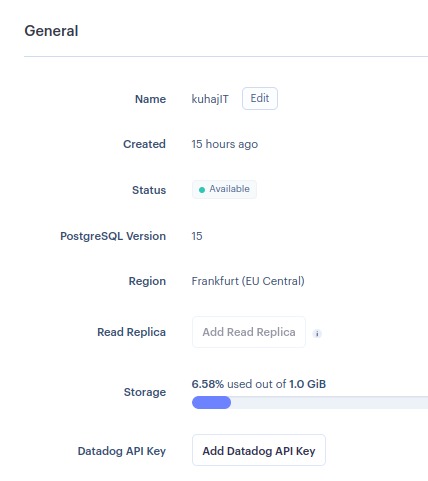 General
Name kuhajIT Edit
Created 15 hours ago
Status Available
PostgreSQL Version 15
Region Frankfurt (EU Central)
Read Replica Add Read Replica i
Storage 6.58% used out of 1.0 GiB
Datadog API Key Add Datadog API Key